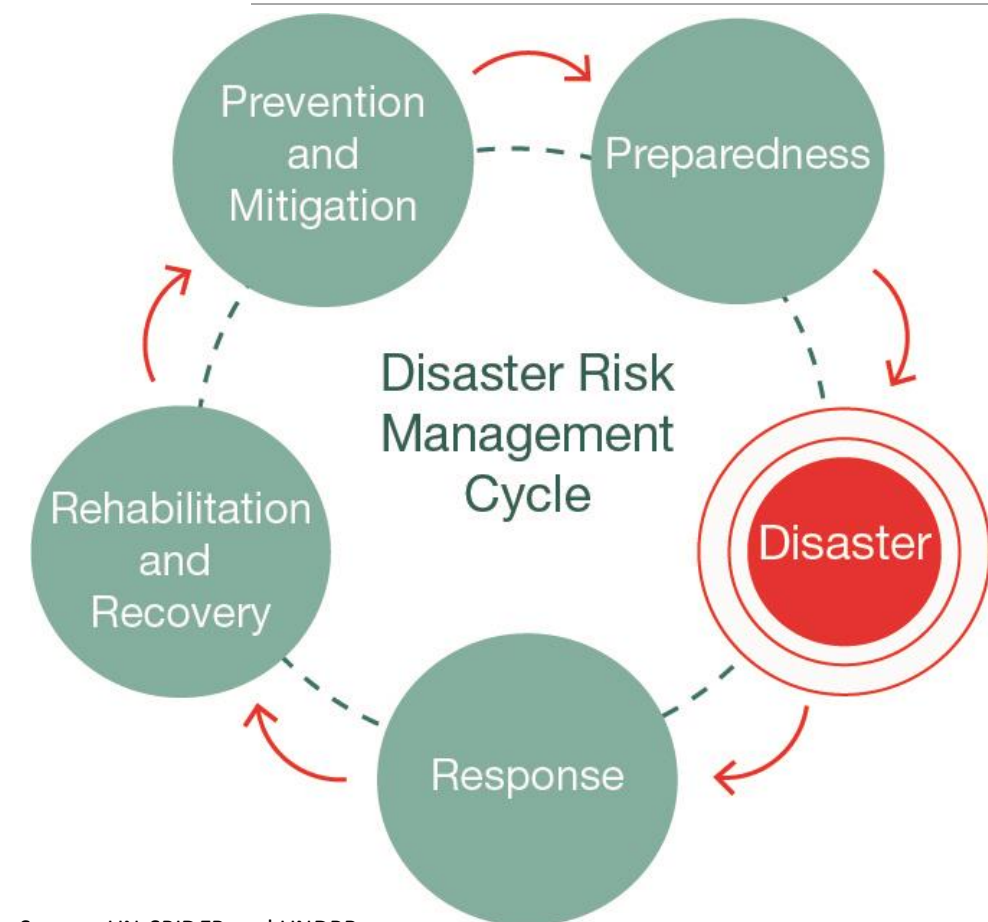 Prevention
and
Mitigation
Preparedness
Disaster Risk
Management
Cycle
Disaster
Rehabilitation
and
Recovery
Response